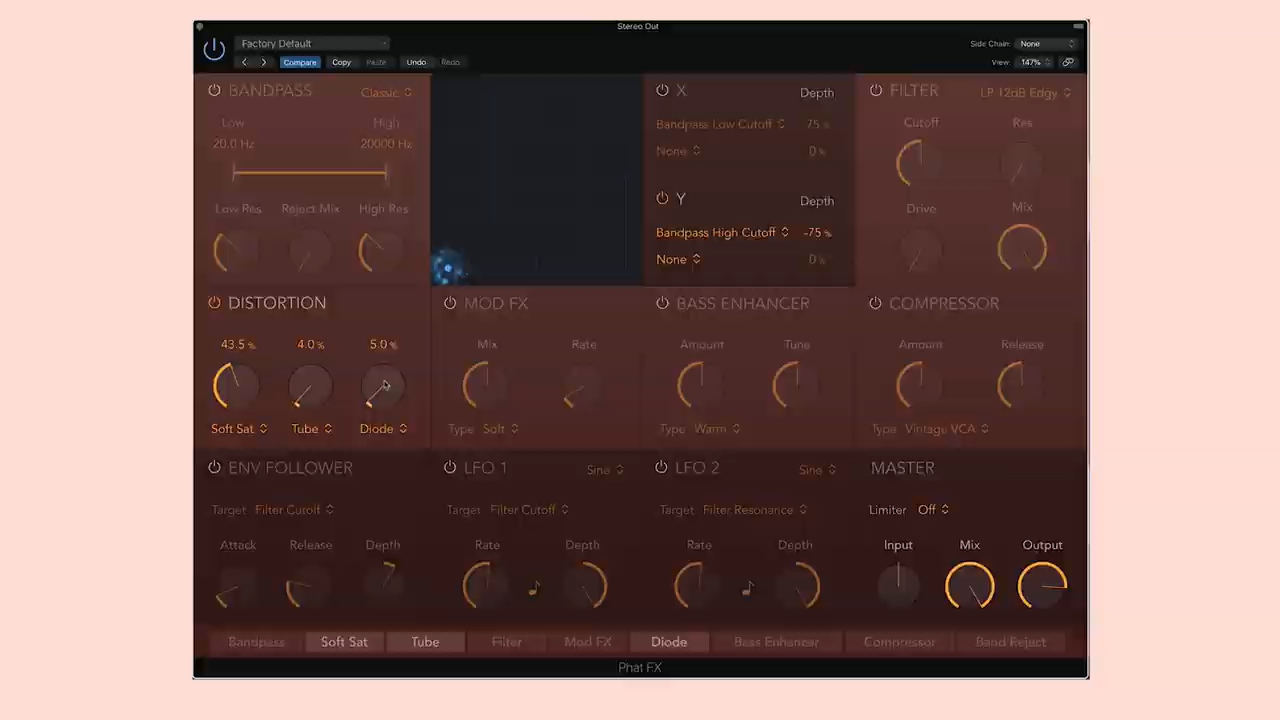 Stereo Out
Factory Default
Side Chain: None
Compare Copy Paste Undo Redo
View: 147%
BANDPASS Classic
Low High
20.0 Hz 20000 Hz
Low Res Reject Mix High Res
X Depth
Bandpass Low Cutoff 75 %
None 0 %
Y Depth
Bandpass High Cutoff -75 %
None 0 %
FILTER LP 12dB Edgy
Cutoff Res
Drive Mix
DISTORTION
43.5 % 4.0 % 5.0 %
Soft Sat Tube Diode
MOD FX
Mix Rate
Type Soft
BASS ENHANCER
Amount Tune
Type Warm
COMPRESSOR
Amount Release
Type Vintage VCA
ENV FOLLOWER
Target Filter Cutoff
Attack Release Depth
LFO 1 Sine
Target Filter Cutoff
Rate Depth
LFO 2 Sine
Target Filter Resonance
Rate Depth
MASTER
Limiter Off
Input Mix Output
Bandpass Soft Sat Tube Filter Mod FX Diode Bass Enhancer Compressor Band Reject
Phat FX